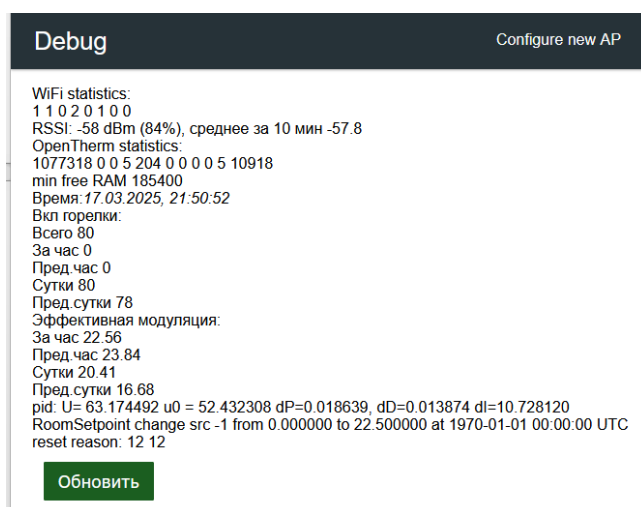 Debug
Configure new AP
WiFi statistics:
1 1 0 2 0 1 0 0
RSSI: -58 dBm (84%), среднее за 10 мин -57.8
OpenTherm statistics:
1077318 0 0 5 204 0 0 0 0 5 10918
min free RAM 185400
Время:17.03.2025, 21:50:52
Вкл горелки:
Всего 80
За час 0
Пред.час 0
Сутки 80
Пред.сутки 78
Эффективная модуляция:
За час 22.56
Пред.час 23.84
Сутки 20.41
Пред.сутки 16.68
pid: U= 63.174492 u0 = 52.432308 dP=0.018639, dD=0.013874 dI=10.728120
RoomSetpoint change src -1 from 0.000000 to 22.500000 at 1970-01-01 00:00:00 UTC
reset reason: 12 12
Обновить